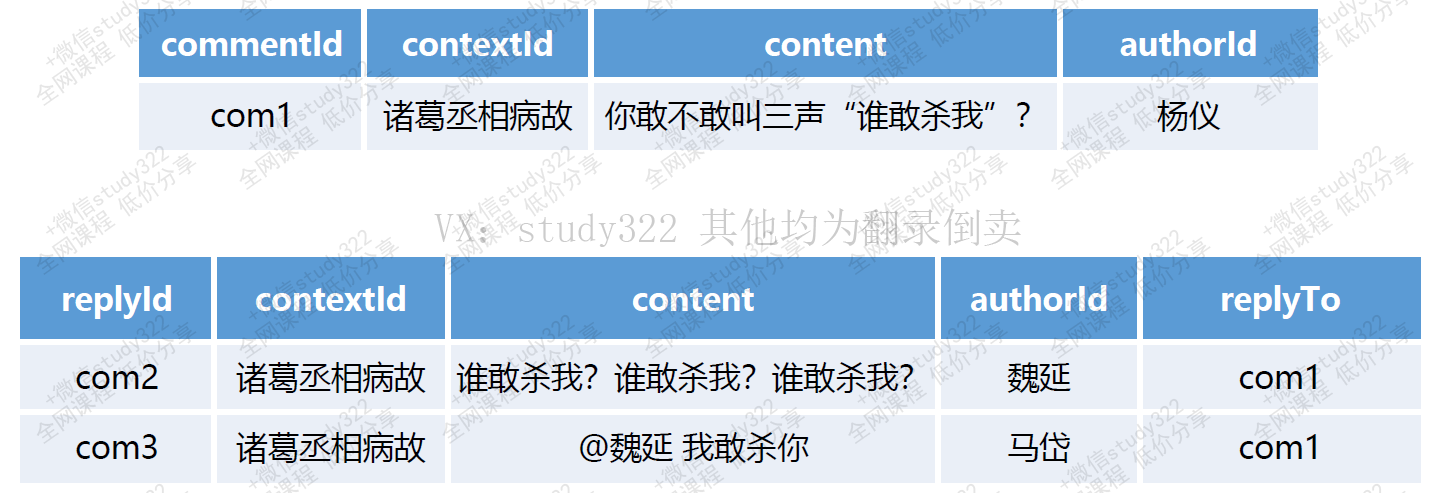 commentId contextId content authorId
com1 诸葛丞相病故 你敢不敢叫三声“谁敢杀我”？ 杨仪
VX：study322 其他均为翻录倒卖
replyId contextId content authorId replyTo
com2 诸葛丞相病故 谁敢杀我？谁敢杀我？谁敢杀我？ 魏延 com1
com3 诸葛丞相病故 @魏延 我敢杀你 马岱 com1
+微信study322
全网课程 低价分享